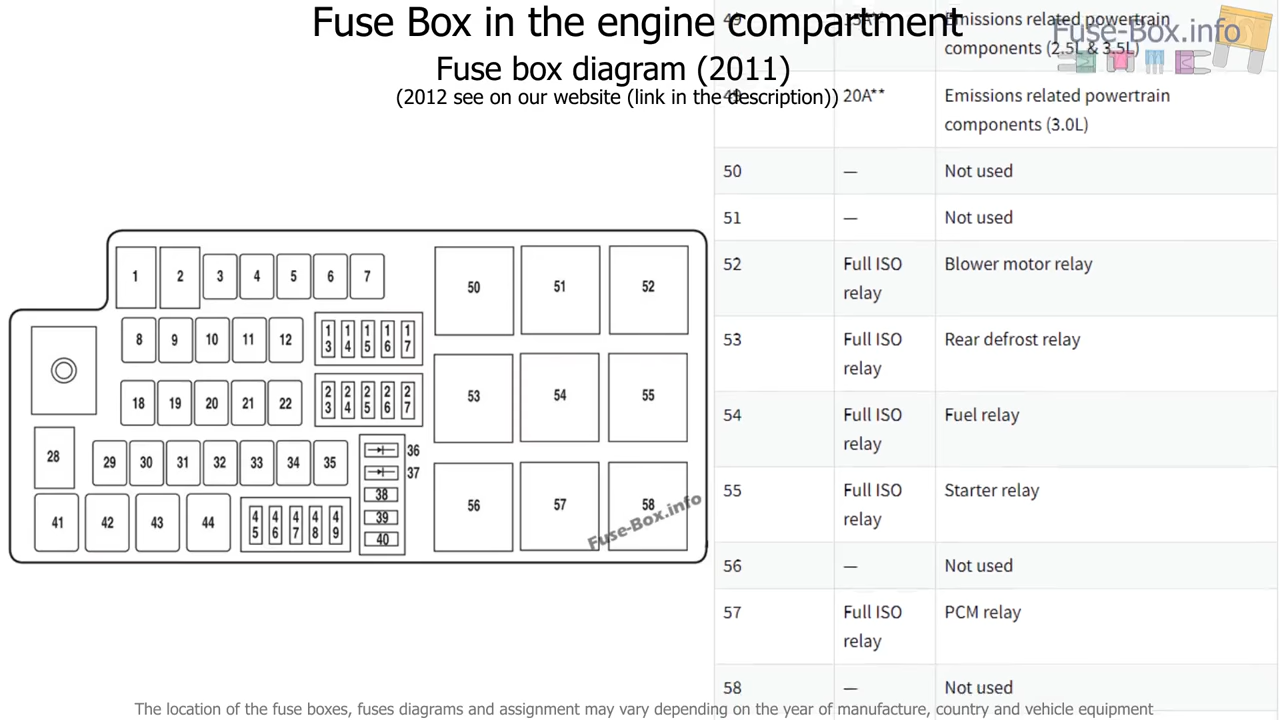 Fuse Box in the engine compartment
Fuse box diagram (2011)
(2012 see on our website (link in the description))
Fuse-Box.info
49 15A** Emissions related powertrain
components (2.5L & 3.5L)
49 20A** Emissions related powertrain
components (3.0L)
50 — Not used
51 — Not used
52 Full ISO Blower motor relay
relay
53 Full ISO Rear defrost relay
relay
54 Full ISO Fuel relay
relay
55 Full ISO Starter relay
relay
56 — Not used
57 Full ISO PCM relay
relay
58 — Not used
1 2 3 4 5 6 7 50 51 52
8 9 10 11 12 13 14 15 16 17
18 19 20 21 22 23 24 25 26 27 53 54 55
28 29 30 31 32 33 34 35 36
37
38
41 42 43 44 45 46 47 48 49 39 56 57 58
40
Fuse-Box.info
The location of the fuse boxes, fuses diagrams and assignment may vary depending on the year of manufacture, country and vehicle equipment